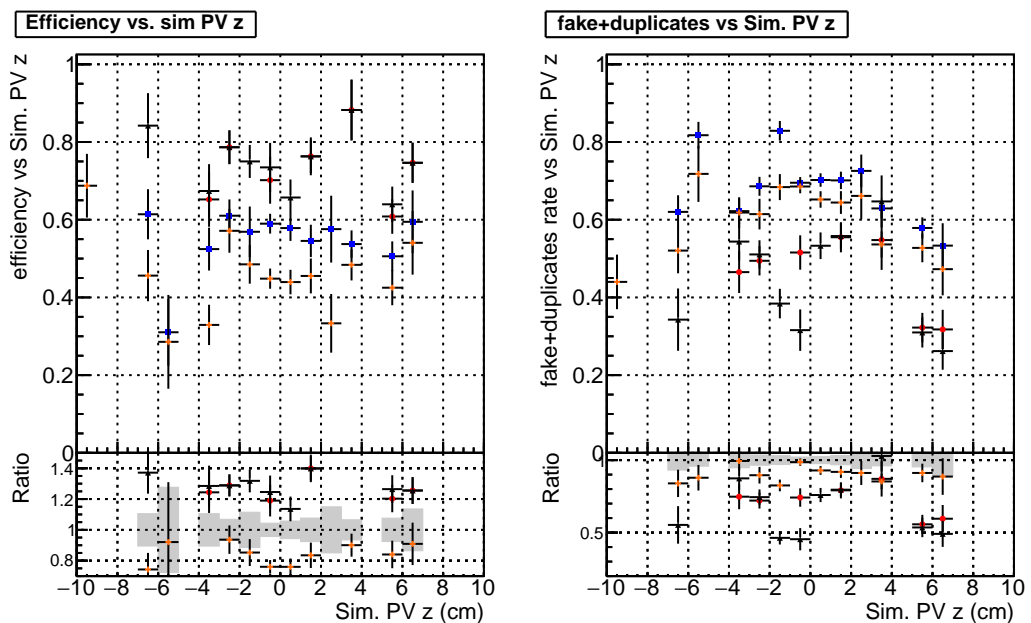 Efficiency vs. sim PV z
efficiency vs Sim. PV z
1
0.8
0.6
0.4
0.2
0
Ratio
1.4
1.2
1
0.8
−10 −8 −6 −4 −2 0 2 4 6 8 10
Sim. PV z (cm)
fake+duplicates vs Sim. PV z
fake+duplicates rate vs Sim. PV z
1
0.8
0.6
0.4
0.2
0
Ratio
1
0.5
−10 −8 −6 −4 −2 0 2 4 6 8 10
Sim. PV z (cm)